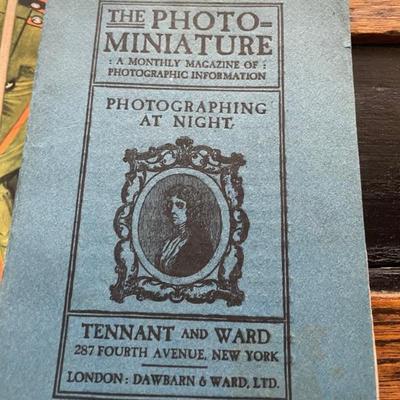 THE PHOTO=
MINIATURE
: A MONTHLY MAGAZINE OF :
PHOTOGRAPHIC INFORMATION
PHOTOGRAPHING
AT NIGHT,
TENNANT AND WARD
287 FOURTH AVENUE, NEW YORK
LONDON: DAWBARN & WARD, LTD.